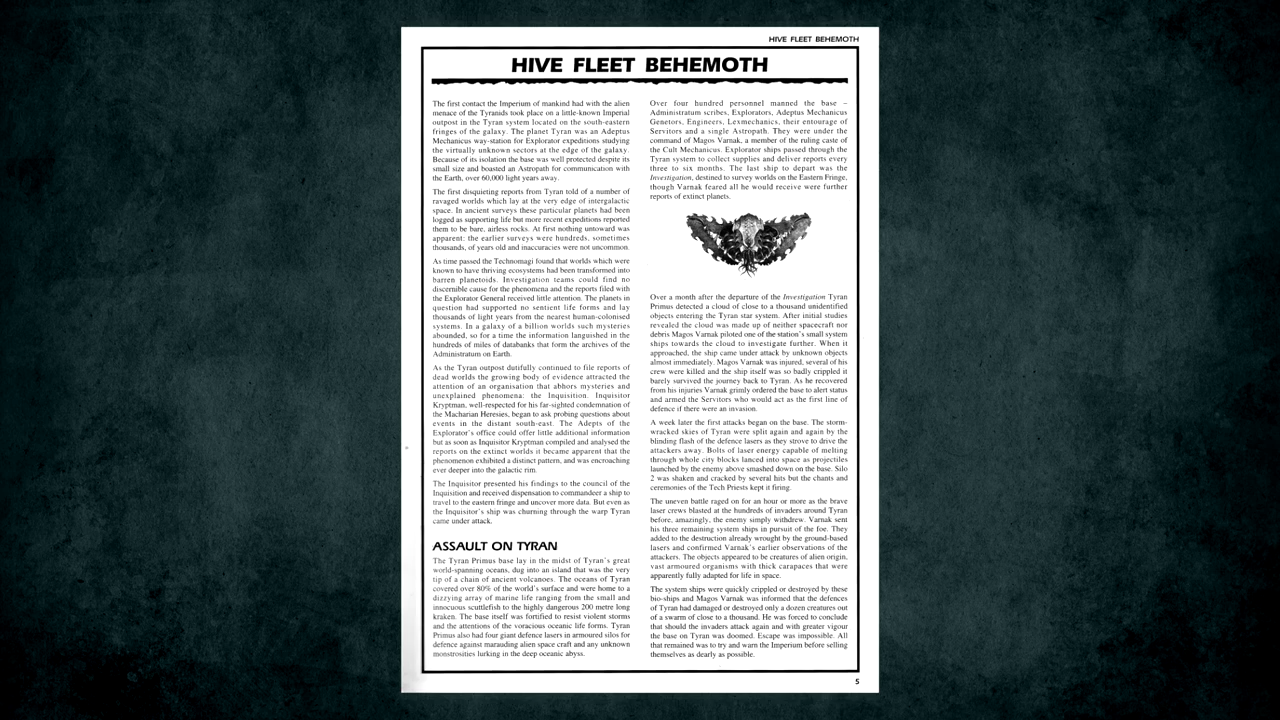 HIVE FLEET BEHEMOTH
HIVE FLEET BEHEMOTH
The first contact the Imperium of mankind had with the alien
menace of the Tyranids took place on a little-known Imperial
outpost in the Tyran system located on the south-eastern
fringes of the galaxy. The planet Tyran was an Adeptus
Mechanicus way-station for Explorator expeditions studying
the virtually unknown sectors at the edge of the galaxy.
Because of its isolation the base was well protected despite its
small size and boasted an Astropath for communication with
the Earth, over 60,000 light years away.
The first disquieting reports from Tyran told of a number of
ravaged worlds which lay at the very edge of intergalactic
space. In ancient surveys these particular planets had been
logged as supporting life but more recent expeditions reported
them to be bare, airless rocks. At first nothing untoward was
apparent: the earlier surveys were hundreds, sometimes
thousands, of years old and inaccuracies were not uncommon.
As time passed the Technomagi found that worlds which were
known to have thriving ecosystems had been transformed into
barren planetoids. Investigation teams could find no
discernible cause for the phenomena and the reports filed with
the Explorator General received little attention. The planets in
question had supported no sentient life forms and lay
thousands of light years from the nearest human-colonised
systems. In a galaxy of a billion worlds such mysteries
abounded, so for a time the information languished in the
hundreds of miles of databanks that form the archives of the
Administratum on Earth.
As the Tyran outpost dutifully continued to file reports of
dead worlds the growing body of evidence attracted the
attention of an organisation that abhors mysteries and
unexplained phenomena: the Inquisition. Inquisitor
Kryptman, well-respected for his far-sighted condemnation of
the Macharian Heresies, began to ask probing questions about
events in the distant south-east. The Adepts of the
Explorator's office could offer little additional information
but as soon as Inquisitor Kryptman compiled and analysed the
reports on the extinct worlds it became apparent that the
phenomenon exhibited a distinct pattern, and was encroaching
ever deeper into the galactic rim.
The Inquisitor presented his findings to the council of the
Inquisition and received dispensation to commandeer a ship to
travel to the eastern fringe and uncover more data. But even as
the Inquisitor's ship was churning through the warp Tyran
came under attack.
ASSAULT ON TYRAN
The Tyran Primus base lay in the midst of Tyran's great
world-spanning oceans, dug into an island that was the very
tip of a chain of ancient volcanoes. The oceans of Tyran
covered over 80% of the world's surface and were home to a
dizzying array of marine life ranging from the small and
innocuous scuttlefish to the highly dangerous 200 metre long
kraken. The base itself was fortified to resist violent storms
and the attentions of the voracious oceanic life forms. Tyran
Primus also had four giant defence lasers in armoured silos for
defence against marauding alien space craft and any unknown
monstrosities lurking in the deep oceanic abyss.
Over four hundred personnel manned the base –
Administratum scribes, Explorators, Adeptus Mechanicus
Genetors, Engineers, Lexmechanics, their entourage of
Servitors and a single Astropath. They were under the
command of Magos Varnak, a member of the ruling caste of
the Cult Mechanicus. Explorator ships passed through the
Tyran system to collect supplies and deliver reports every
three to six months. The last ship to depart was the
Investigation, destined to survey worlds on the Eastern Fringe,
though Varnak feared all he would receive were further
reports of extinct planets.
Over a month after the departure of the Investigation Tyran
Primus detected a cloud of close to a thousand unidentified
objects entering the Tyran star system. After initial studies
revealed the cloud was made up of neither spacecraft nor
debris Magos Varnak piloted one of the station's small system
ships towards the cloud to investigate further. When it
approached, the ship came under attack by unknown objects
almost immediately. Magos Varnak was injured, several of his
crew were killed and the ship itself was so badly crippled it
barely survived the journey back to Tyran. As he recovered
from his injuries Varnak grimly ordered the base to alert status
and armed the Servitors who would act as the first line of
defence if there were an invasion.
A week later the first attacks began on the base. The storm-
wracked skies of Tyran were split again and again by the
blinding flash of the defence lasers as they strove to drive the
attackers away. Bolts of laser energy capable of melting
through whole city blocks lanced into space as projectiles
launched by the enemy above smashed down on the base. Silo
2 was shaken and cracked by several hits but the chants and
ceremonies of the Tech Priests kept it firing.
The uneven battle raged on for an hour or more as the brave
laser crews blasted at the hundreds of invaders around Tyran
before, amazingly, the enemy simply withdrew. Varnak sent
his three remaining system ships in pursuit of the foe. They
added to the destruction already wrought by the ground-based
lasers and confirmed Varnak's earlier observations of the
attackers. The objects appeared to be creatures of alien origin,
vast armoured organisms with thick carapaces that were
apparently fully adapted for life in space.
The system ships were quickly crippled or destroyed by these
bio-ships and Magos Varnak was informed that the defences
of Tyran had damaged or destroyed only a dozen creatures out
of a swarm of close to a thousand. He was forced to conclude
that should the invaders attack again and with greater vigour
the base on Tyran was doomed. Escape was impossible. All
that remained was to try and warn the Imperium before selling
themselves as dearly as possible.
5